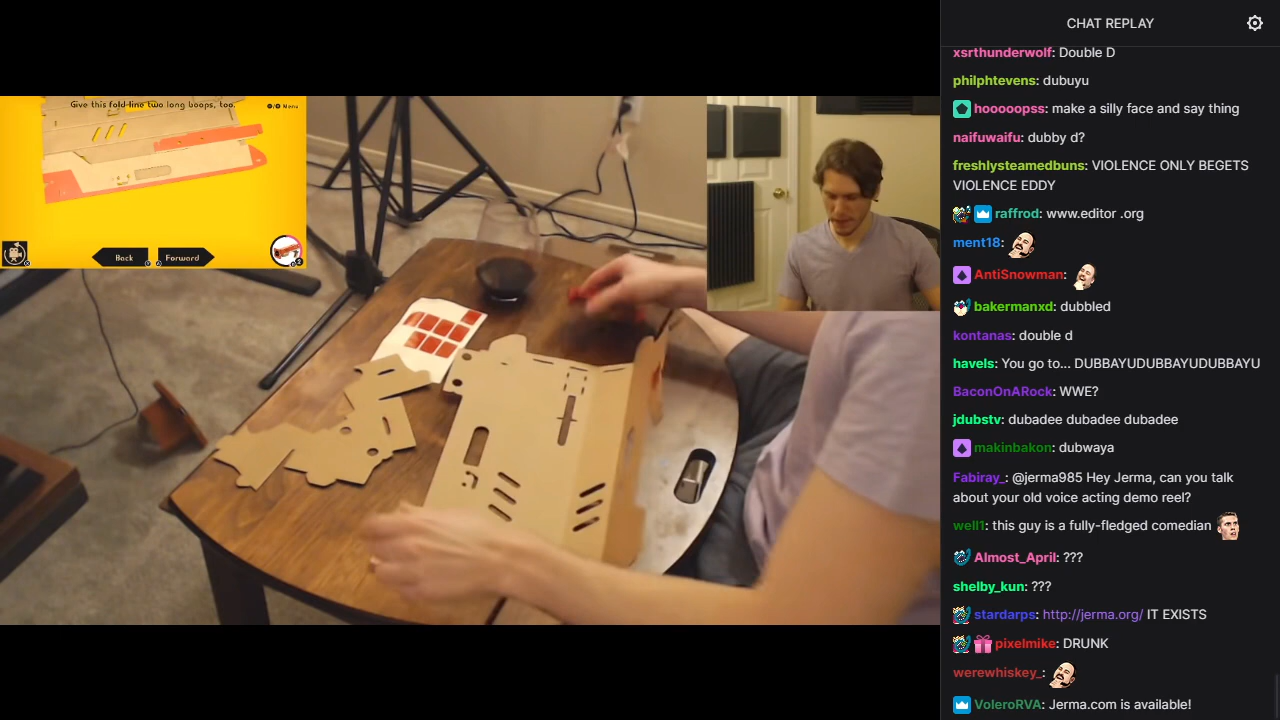 Give this fold-line two long boops, too.
Menu
Back
Forward
CHAT REPLAY
xsrthunderwolf: Double D
philphtevens: dubuyu
hooooopss: make a silly face and say thing
naifuwaifu: dubby d?
freshlysteamedbuns: VIOLENCE ONLY BEGETS
VIOLENCE EDDY
raffrod: www.editor .org
ment18:
AntiSnowman:
bakermanxd: dubbled
kontanas: double d
havels: You go to... DUBBAYUDUBBAYUDUBBAYU
BaconOnARock: WWE?
jdubstv: dubadee dubadee dubadee
makinbakon: dubwaya
Fabiray_: @jerma985 Hey Jerma, can you talk
about your old voice acting demo reel?
well1: this guy is a fully-fledged comedian
Almost_April: ???
shelby_kun: ???
stardarps: http://jerma.org/ IT EXISTS
pixelmike: DRUNK
werewhiskey_:
VoleroRVA: Jerma.com is available!